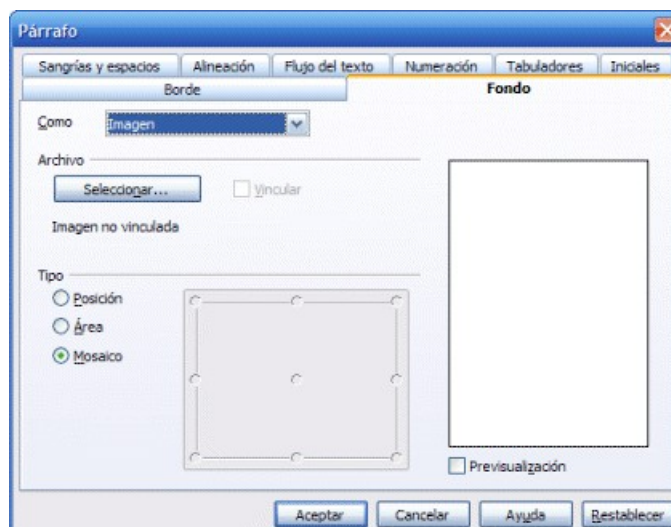 Párrafo
Sangrías y espacios Alineación Flujo del texto Numeración Tabuladores Iniciales
Borde Fondo
Como Imagen
Archivo
Seleccionar... Vincular
Imagen no vinculada
Tipo
Posición
Área
Mosaico
Previsualización
Aceptar Cancelar Ayuda Restablecer